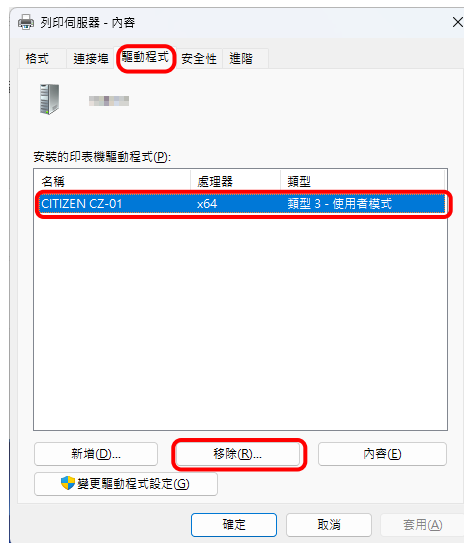 列印伺服器 - 內容
格式 連接埠 驅動程式 安全性 進階
安裝的印表機驅動程式(P):
名稱 處理器 類型
CITIZEN CZ-01 x64 類型 3 - 使用者模式
新增(D)... 移除(R)... 內容(E)
變更驅動程式設定(G)
確定 取消 套用(A)